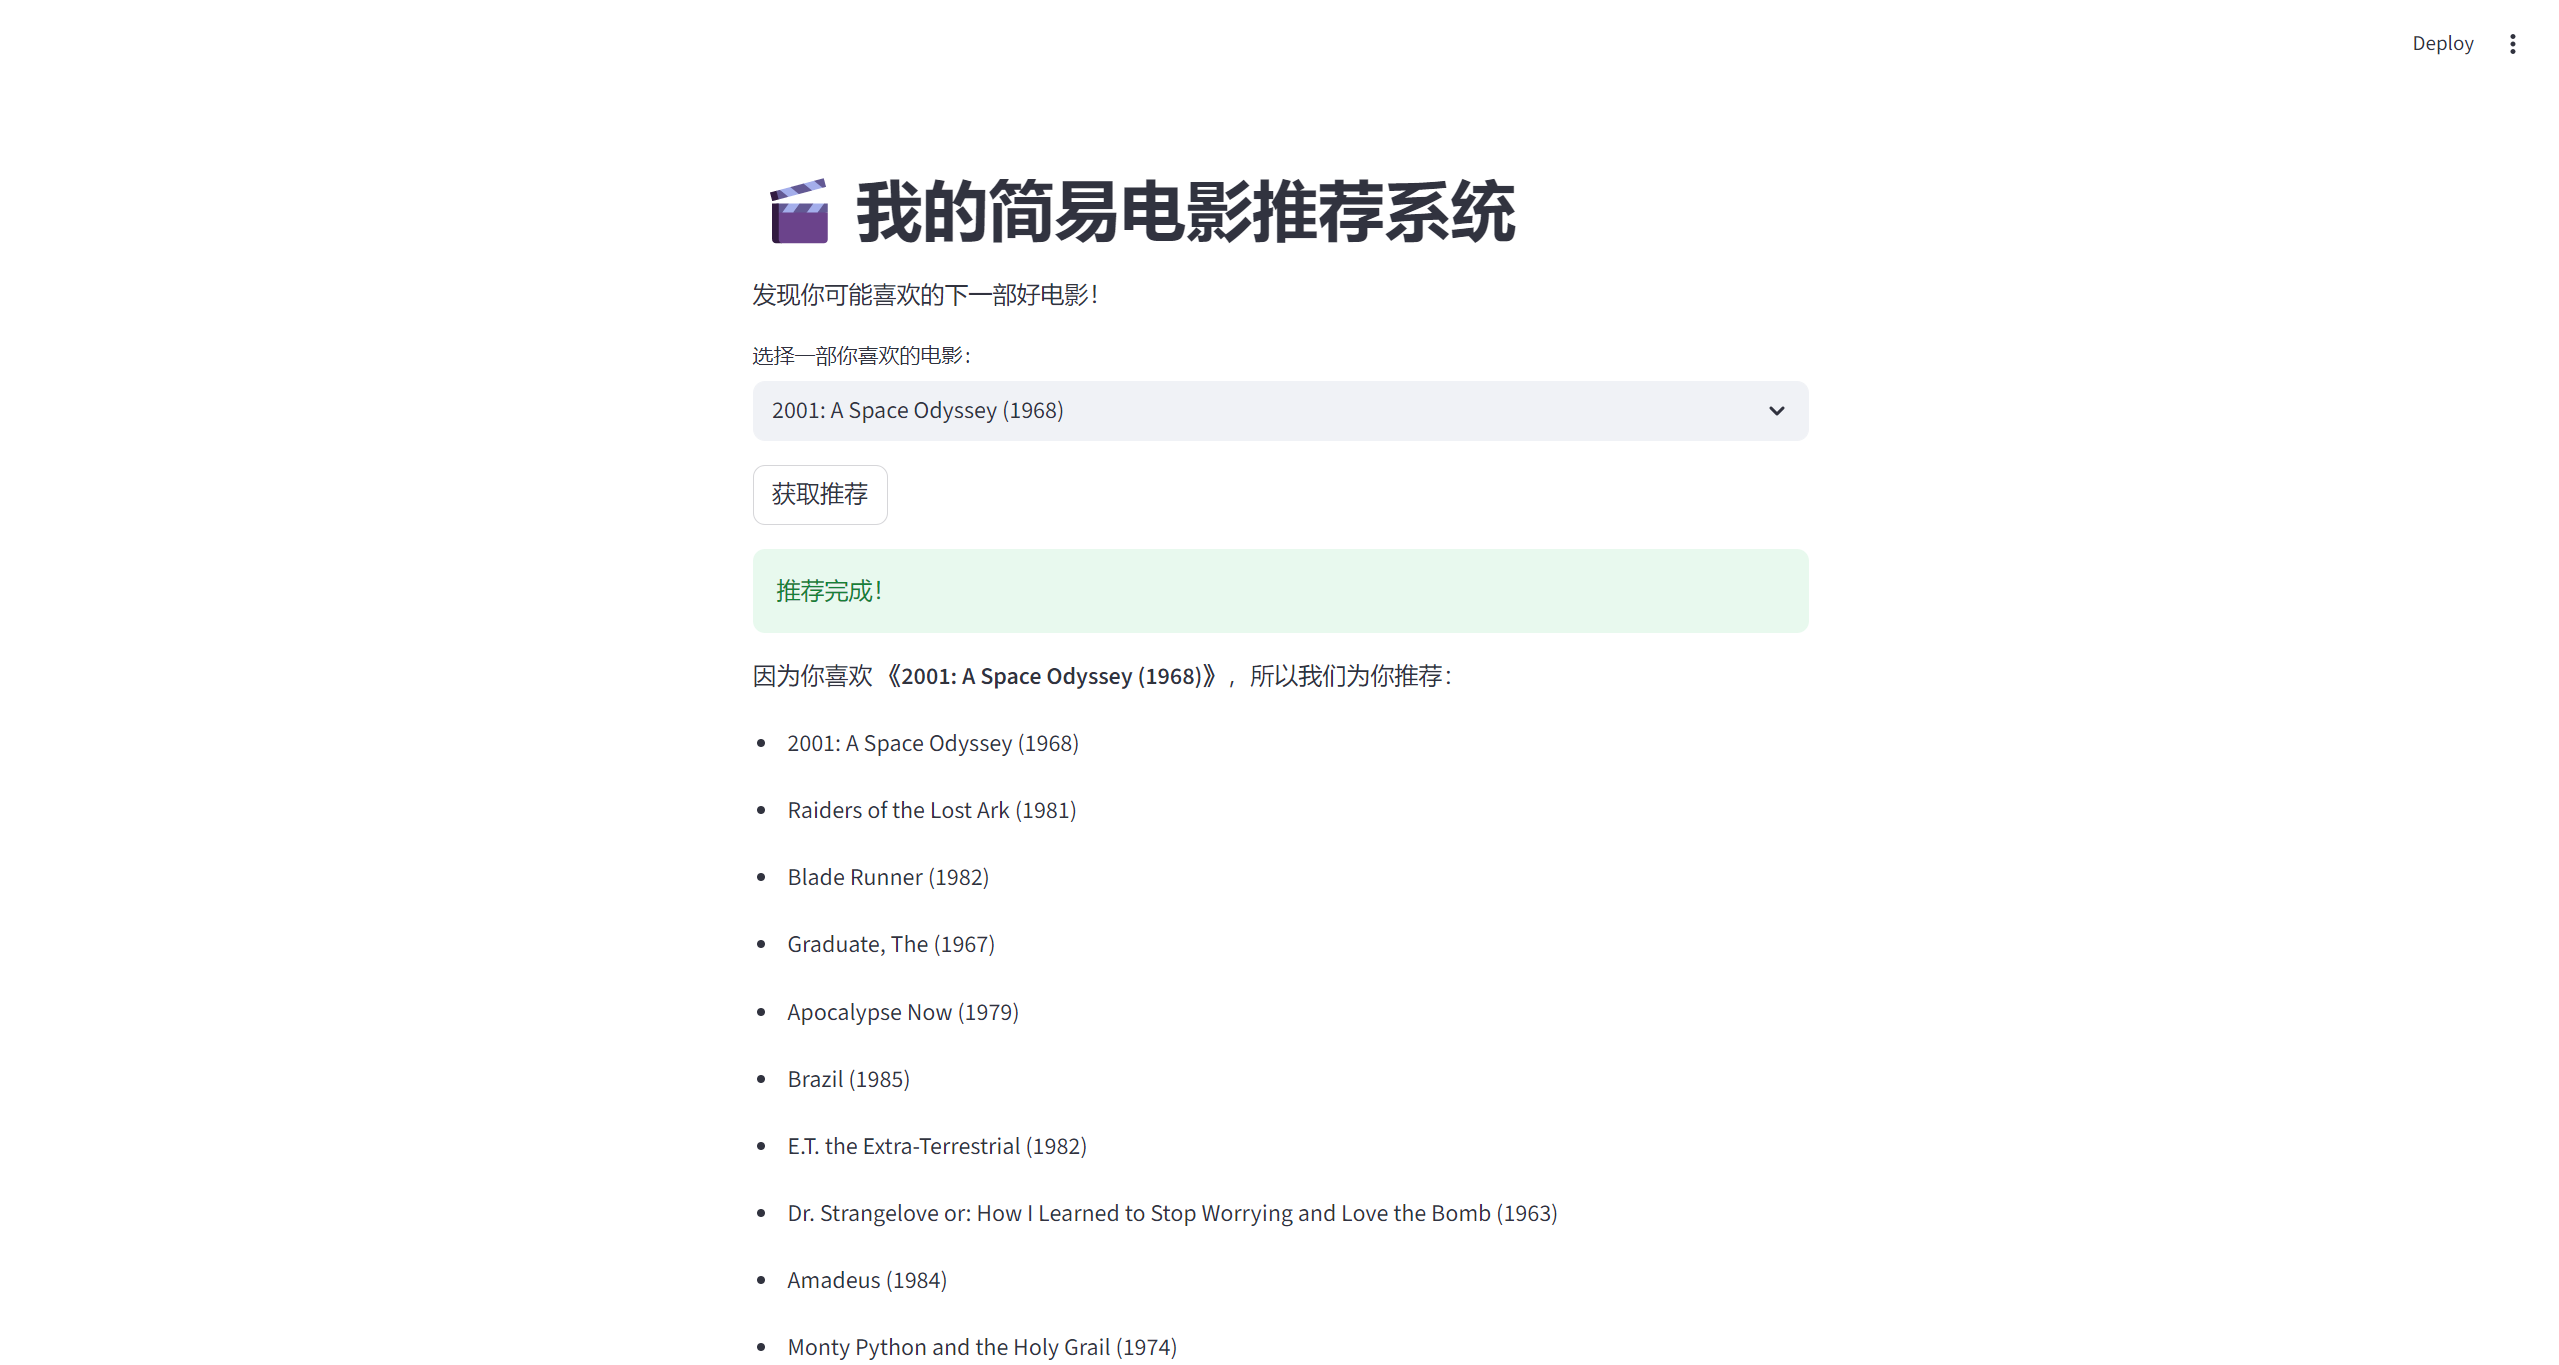 Deploy
我的简易电影推荐系统
发现你可能喜欢的下一部好电影！
选择一部你喜欢的电影：
2001: A Space Odyssey (1968)
获取推荐
推荐完成！
因为你喜欢 《2001: A Space Odyssey (1968)》，所以我们为你推荐：
2001: A Space Odyssey (1968)
Raiders of the Lost Ark (1981)
Blade Runner (1982)
Graduate, The (1967)
Apocalypse Now (1979)
Brazil (1985)
E.T. the Extra-Terrestrial (1982)
Dr. Strangelove or: How I Learned to Stop Worrying and Love the Bomb (1963)
Amadeus (1984)
Monty Python and the Holy Grail (1974)